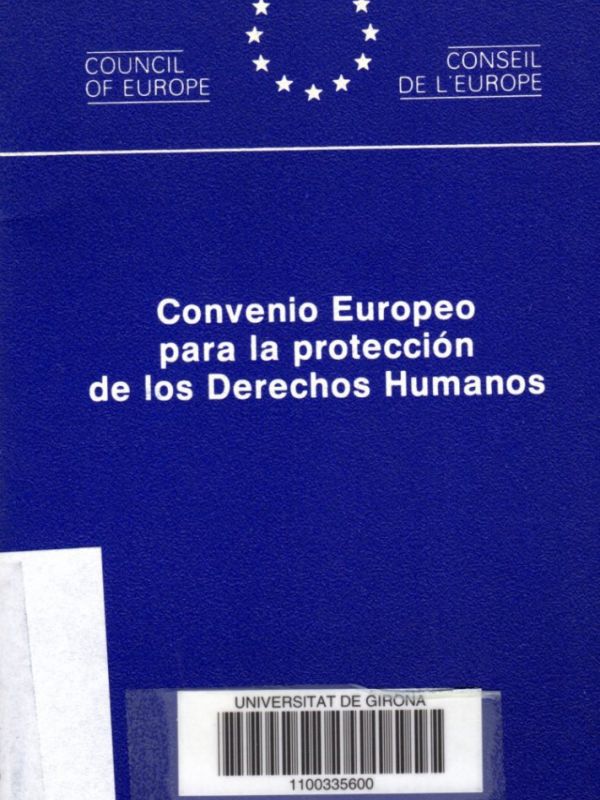 COUNCIL
OF EUROPE
CONSEIL
DE L'EUROPE
Convenio Europeo
para la protección
de los Derechos Humanos
UNIVERSITAT DE GIRONA
1100335600